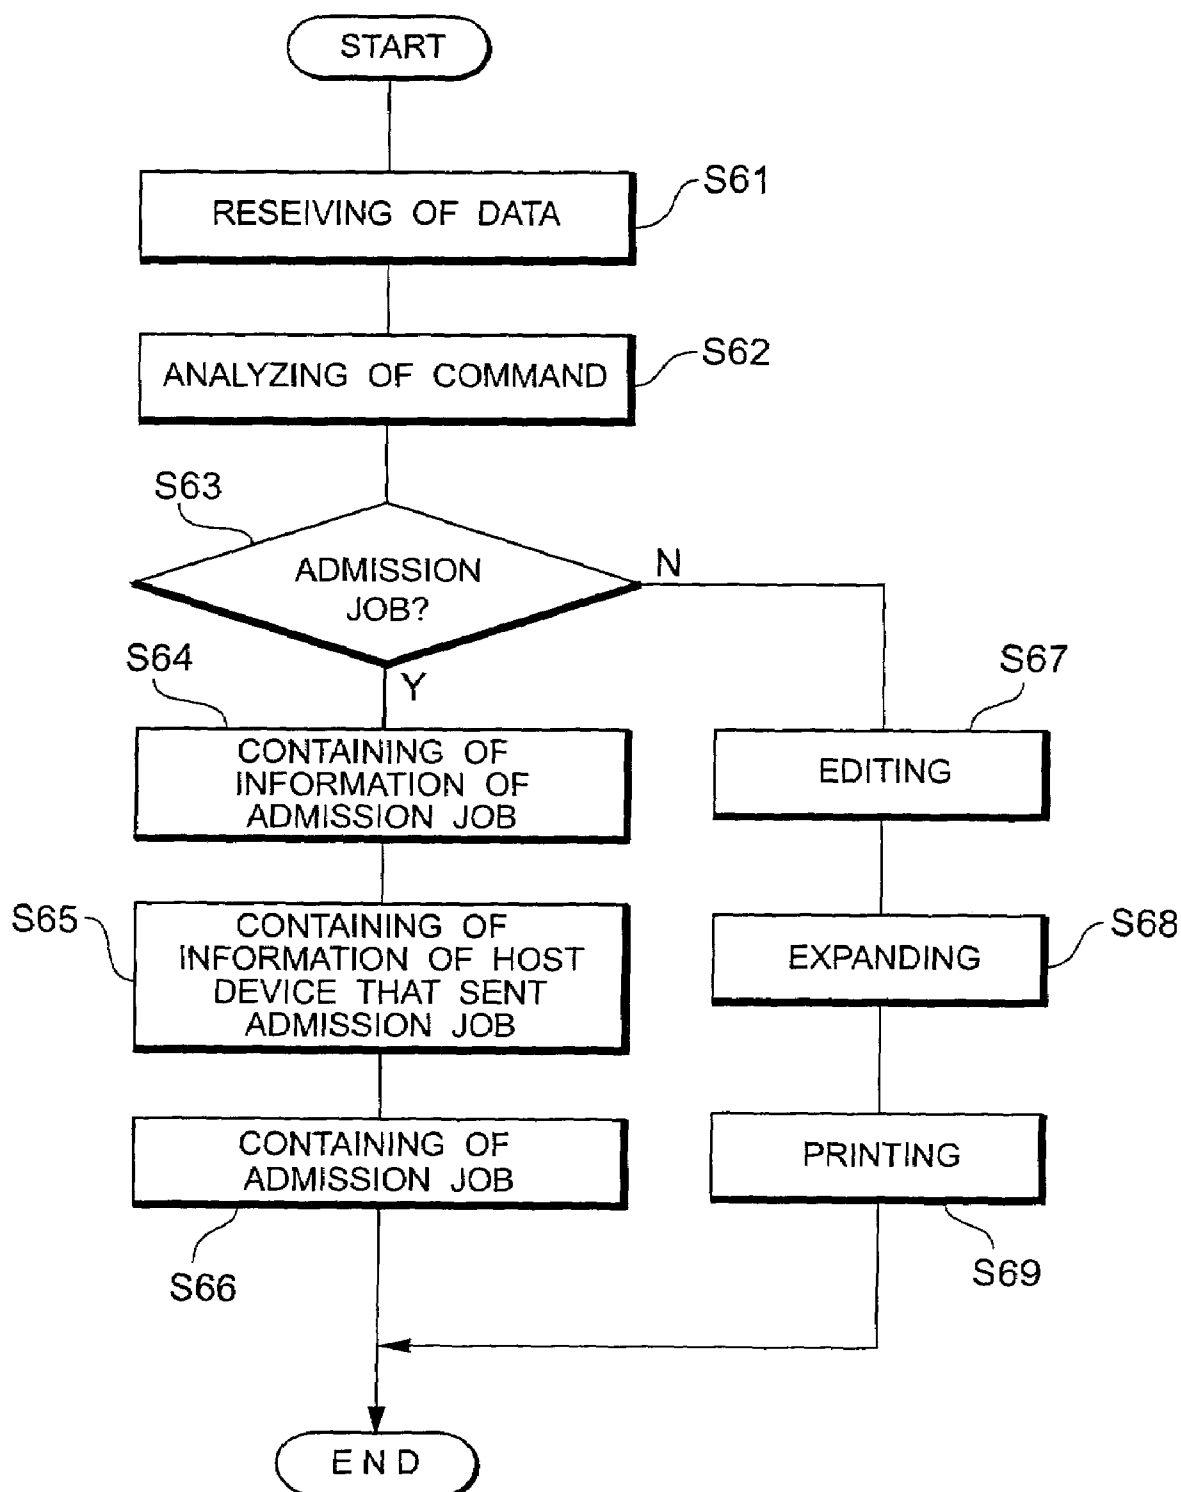 START
S61
RESEIVING OF DATA
S62
ANALYZING OF COMMAND
S63
ADMISSION
JOB?
N
Y
S64
CONTAINING OF
INFORMATION OF
ADMISSION JOB
S67
EDITING
S65
CONTAINING OF
INFORMATION OF HOST
DEVICE THAT SENT
ADMISSION JOB
S68
EXPANDING
CONTAINING OF
ADMISSION JOB
S66
PRINTING
S69
END